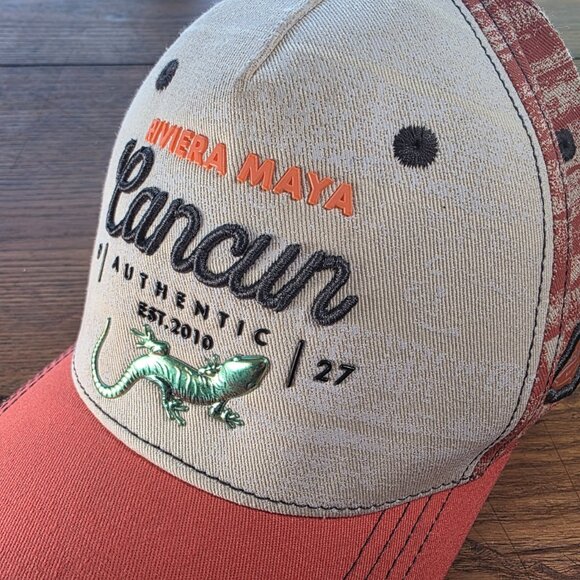 RIVIERA MAYA
Cancun
AUTHENTIC
EST.2010
27